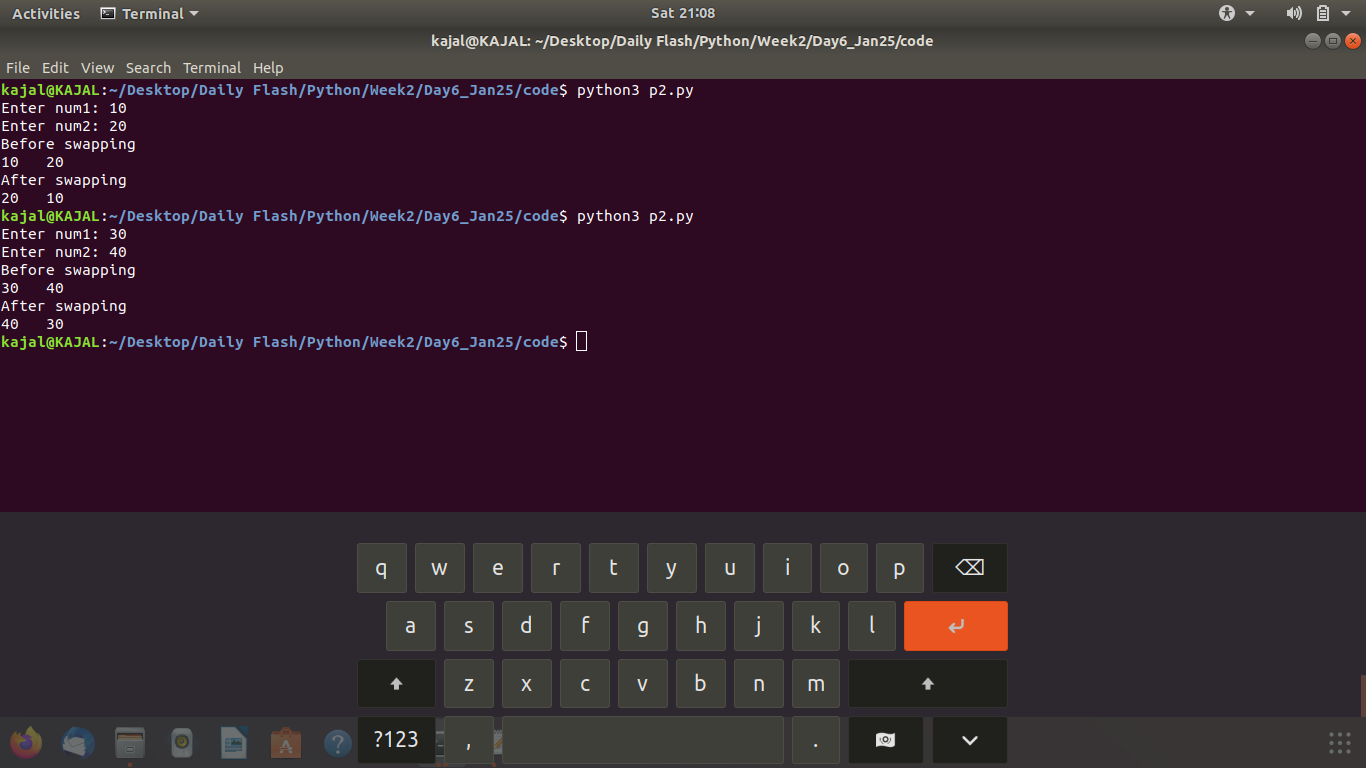 Activities Terminal Sat 21:08
kajal@KAJAL: ~/Desktop/Daily Flash/Python/Week2/Day6_Jan25/code
File Edit View Search Terminal Help
kajal@KAJAL:~/Desktop/Daily Flash/Python/Week2/Day6_Jan25/code$ python3 p2.py
Enter num1: 10
Enter num2: 20
Before swapping
10   20
After swapping
20   10
kajal@KAJAL:~/Desktop/Daily Flash/Python/Week2/Day6_Jan25/code$ python3 p2.py
Enter num1: 30
Enter num2: 40
Before swapping
30   40
After swapping
40   30
kajal@KAJAL:~/Desktop/Daily Flash/Python/Week2/Day6_Jan25/code$
q w e r t y u i o p
a s d f g h j k l
z x c v b n m
?123 , .